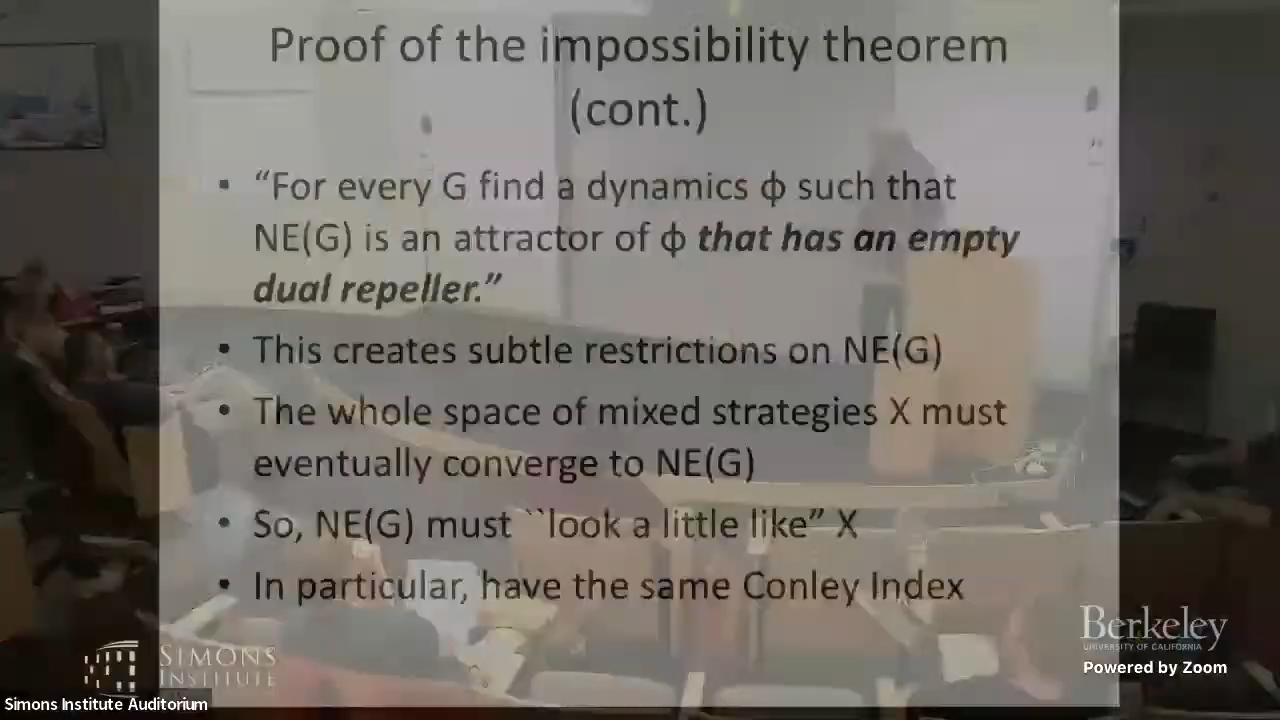 Proof of the impossibility theorem
(cont.)
▪ “For every G find a dynamics ϕ such that
NE(G) is an attractor of ϕ that has an empty
dual repeller.”
• This creates subtle restrictions on NE(G)
• The whole space of mixed strategies X must
eventually converge to NE(G)
• So, NE(G) must ``look a little like” X
• In particular, have the same Conley Index
SIMONS
INSTITUTE
Berkeley
UNIVERSITY OF CALIFORNIA
Powered by Zoom
Simons Institute Auditorium